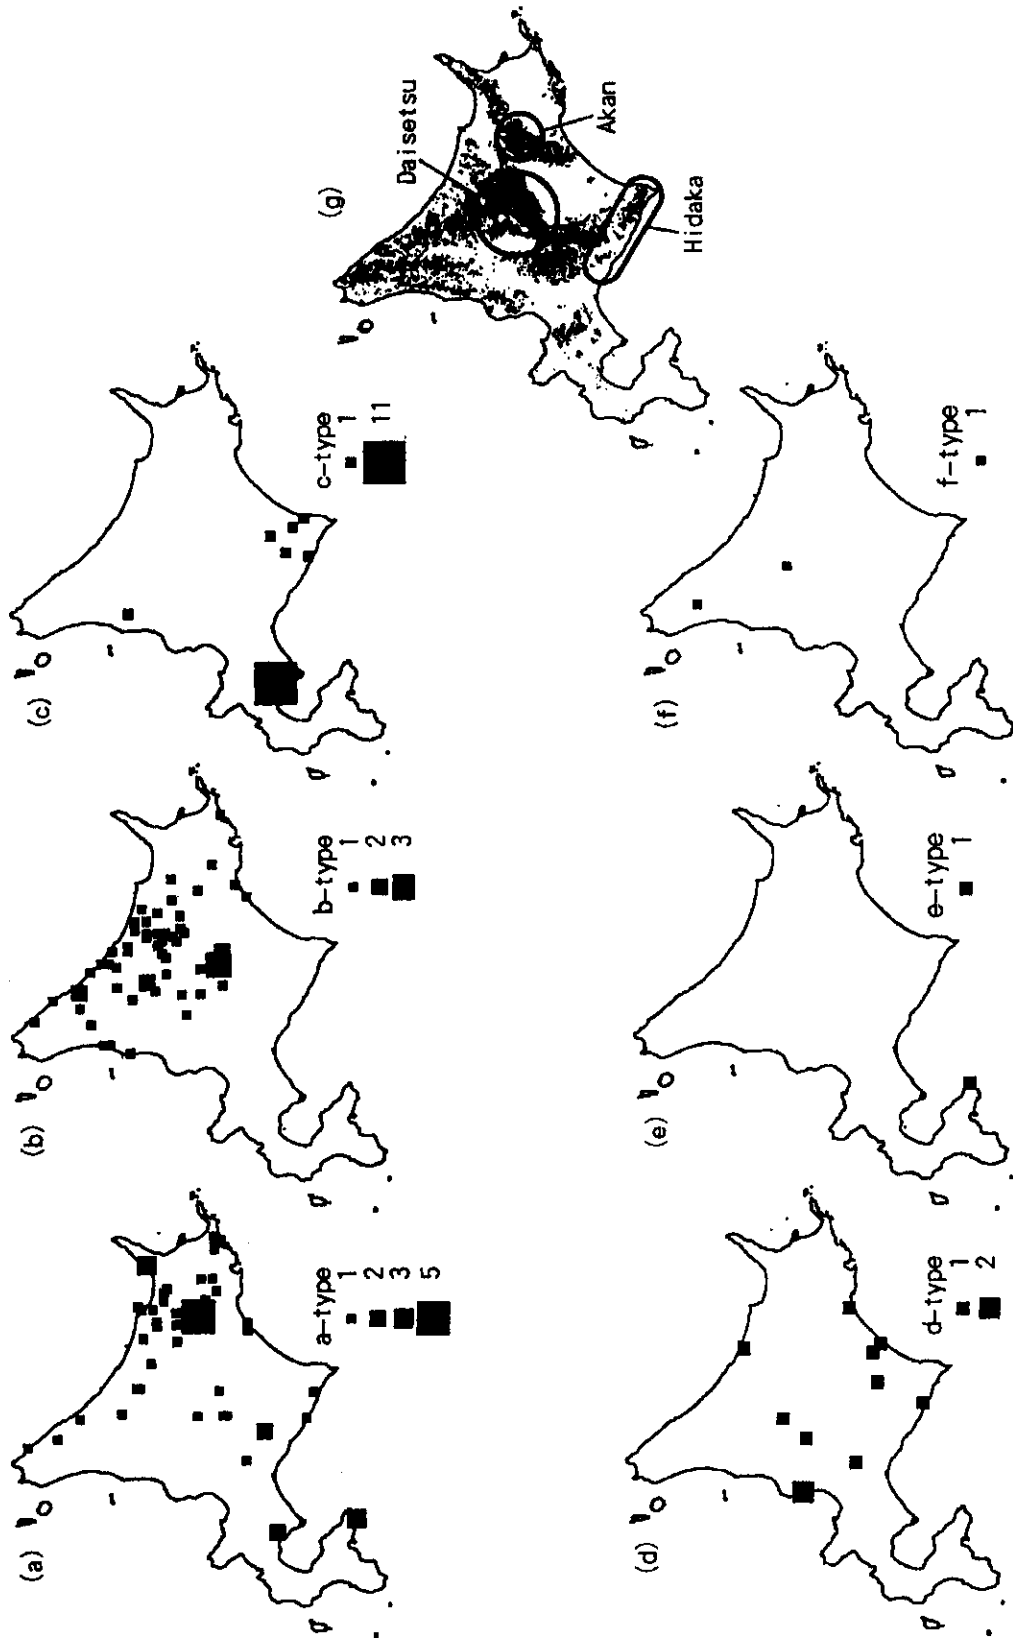 (a)
a-type
1
2
3
5
(b)
b-type
1
2
3
(c)
c-type
1
11
(d)
d-type
1
2
(e)
e-type
1
(f)
f-type
1
(g)
Daisetsu
Akan
Hidaka